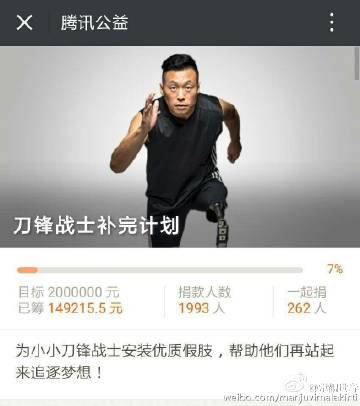 腾讯公益
刀锋战士补完计划
7%
目标 2000000 元
已筹 149215.5 元
捐款人数
1993 人
一起捐
262 人
为小小刀锋战士安装优质假肢，帮助他们再站起
来追逐梦想！
weibo.com/manjuvimalakirti